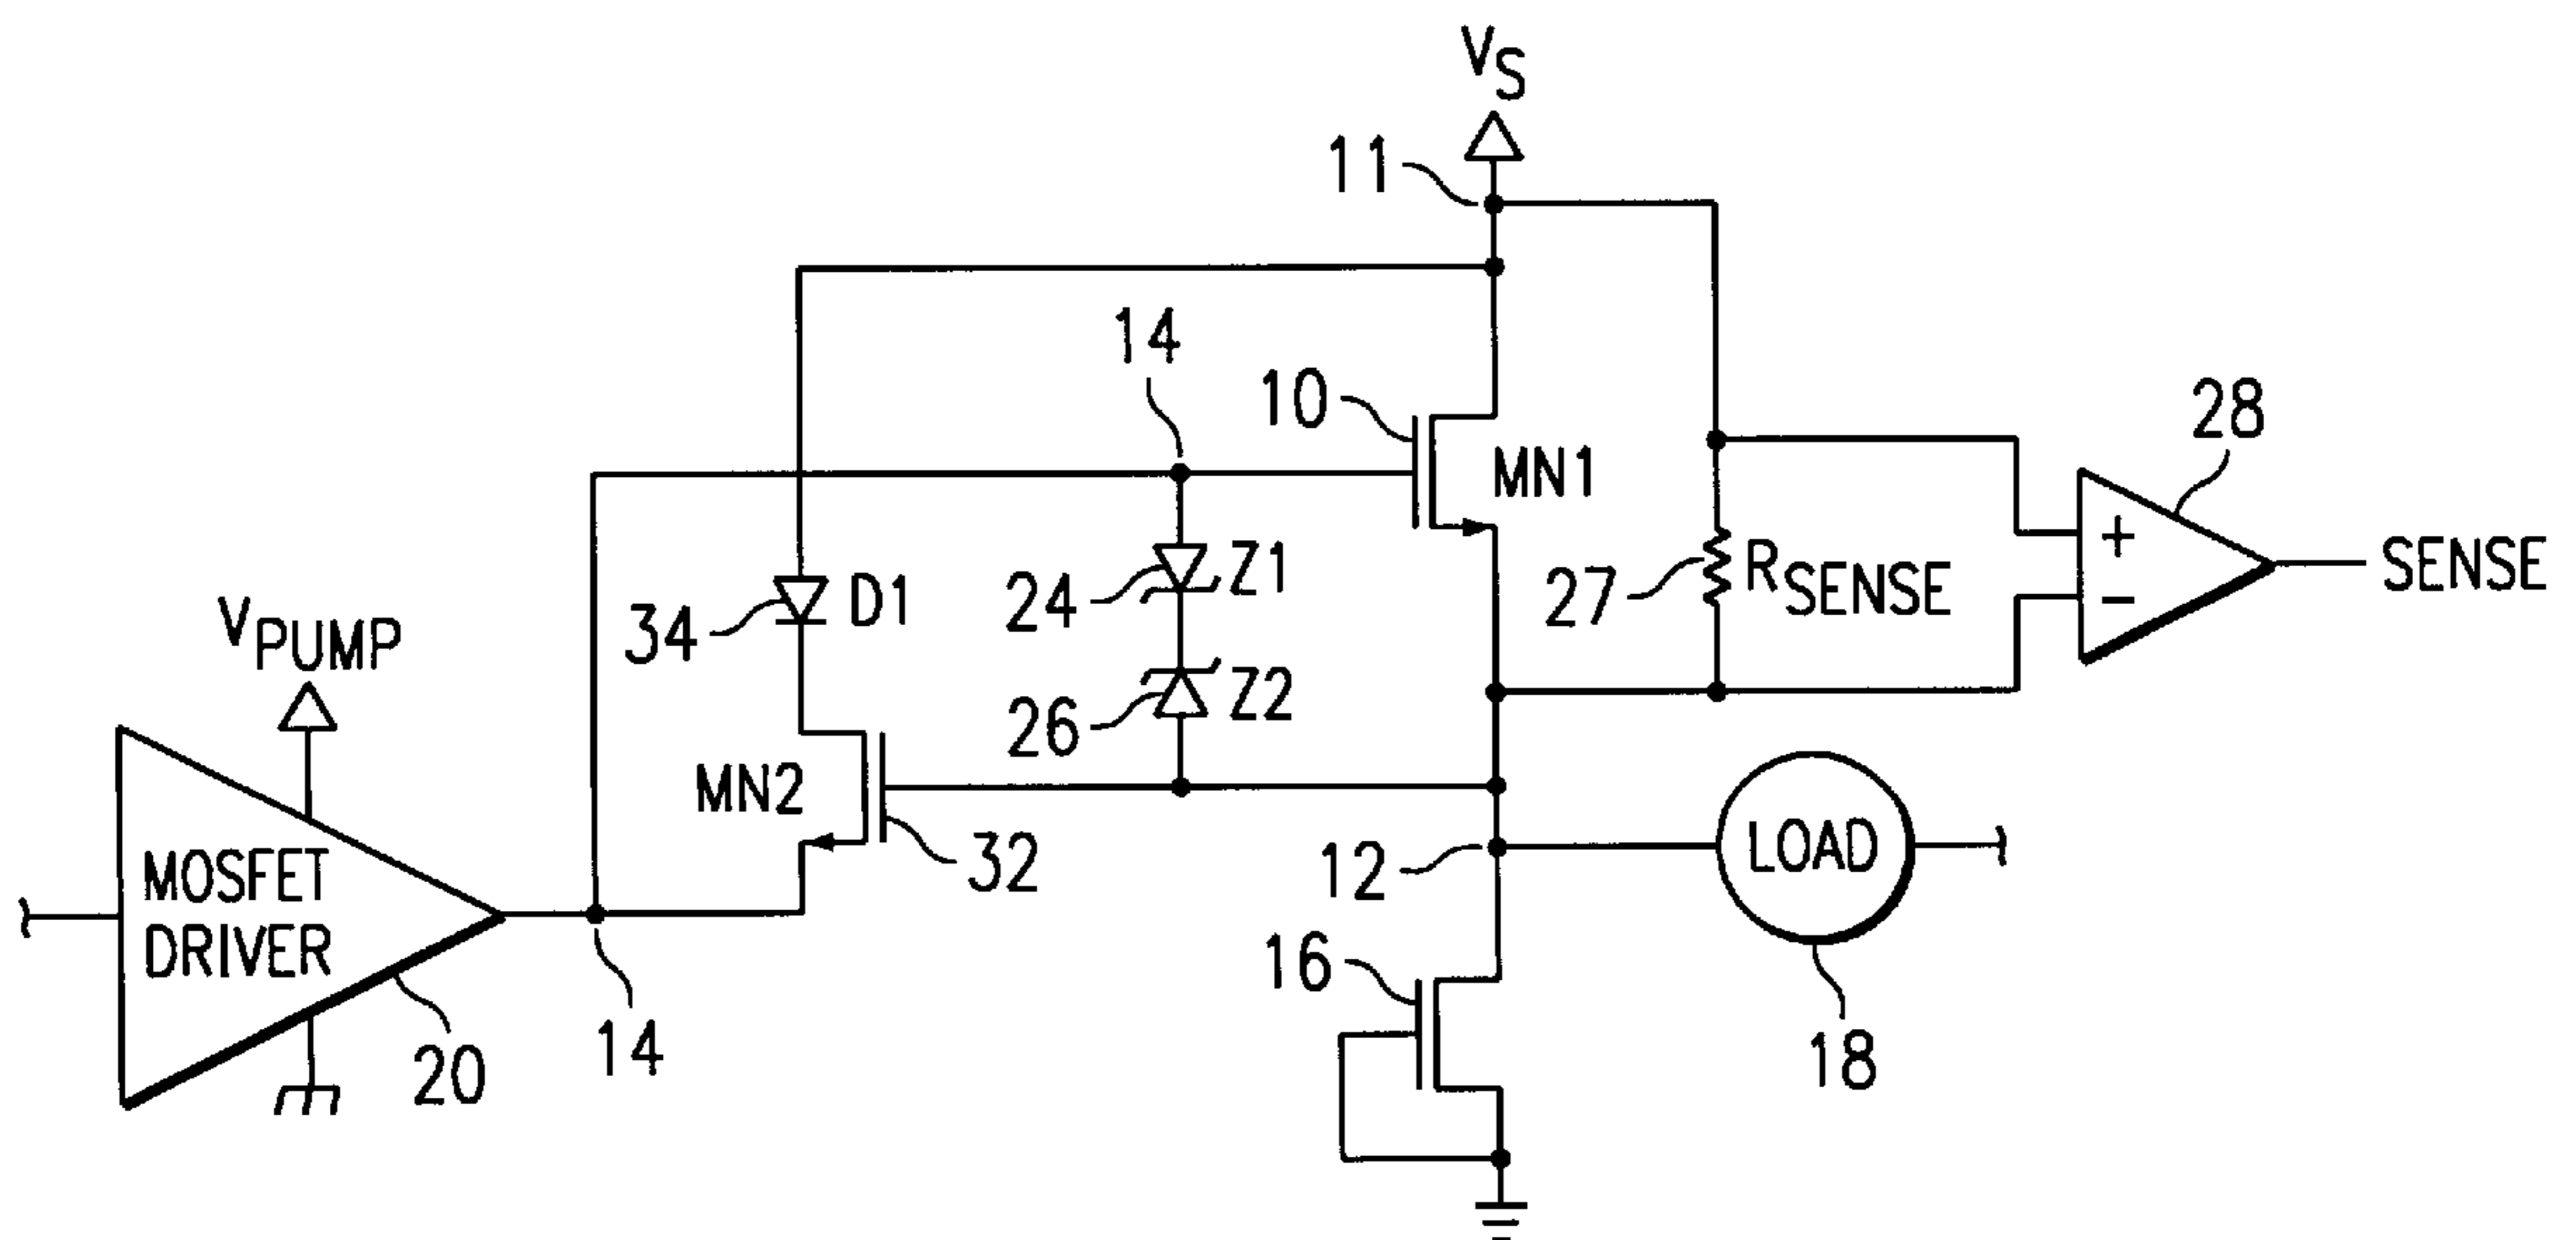 VS
11
14
10
MN1
28
+
−
SENSE
27
RSENSE
24
Z1
34
D1
26
Z2
VPUMP
MN2
32
12
LOAD
MOSFET
DRIVER
16
20
14
18